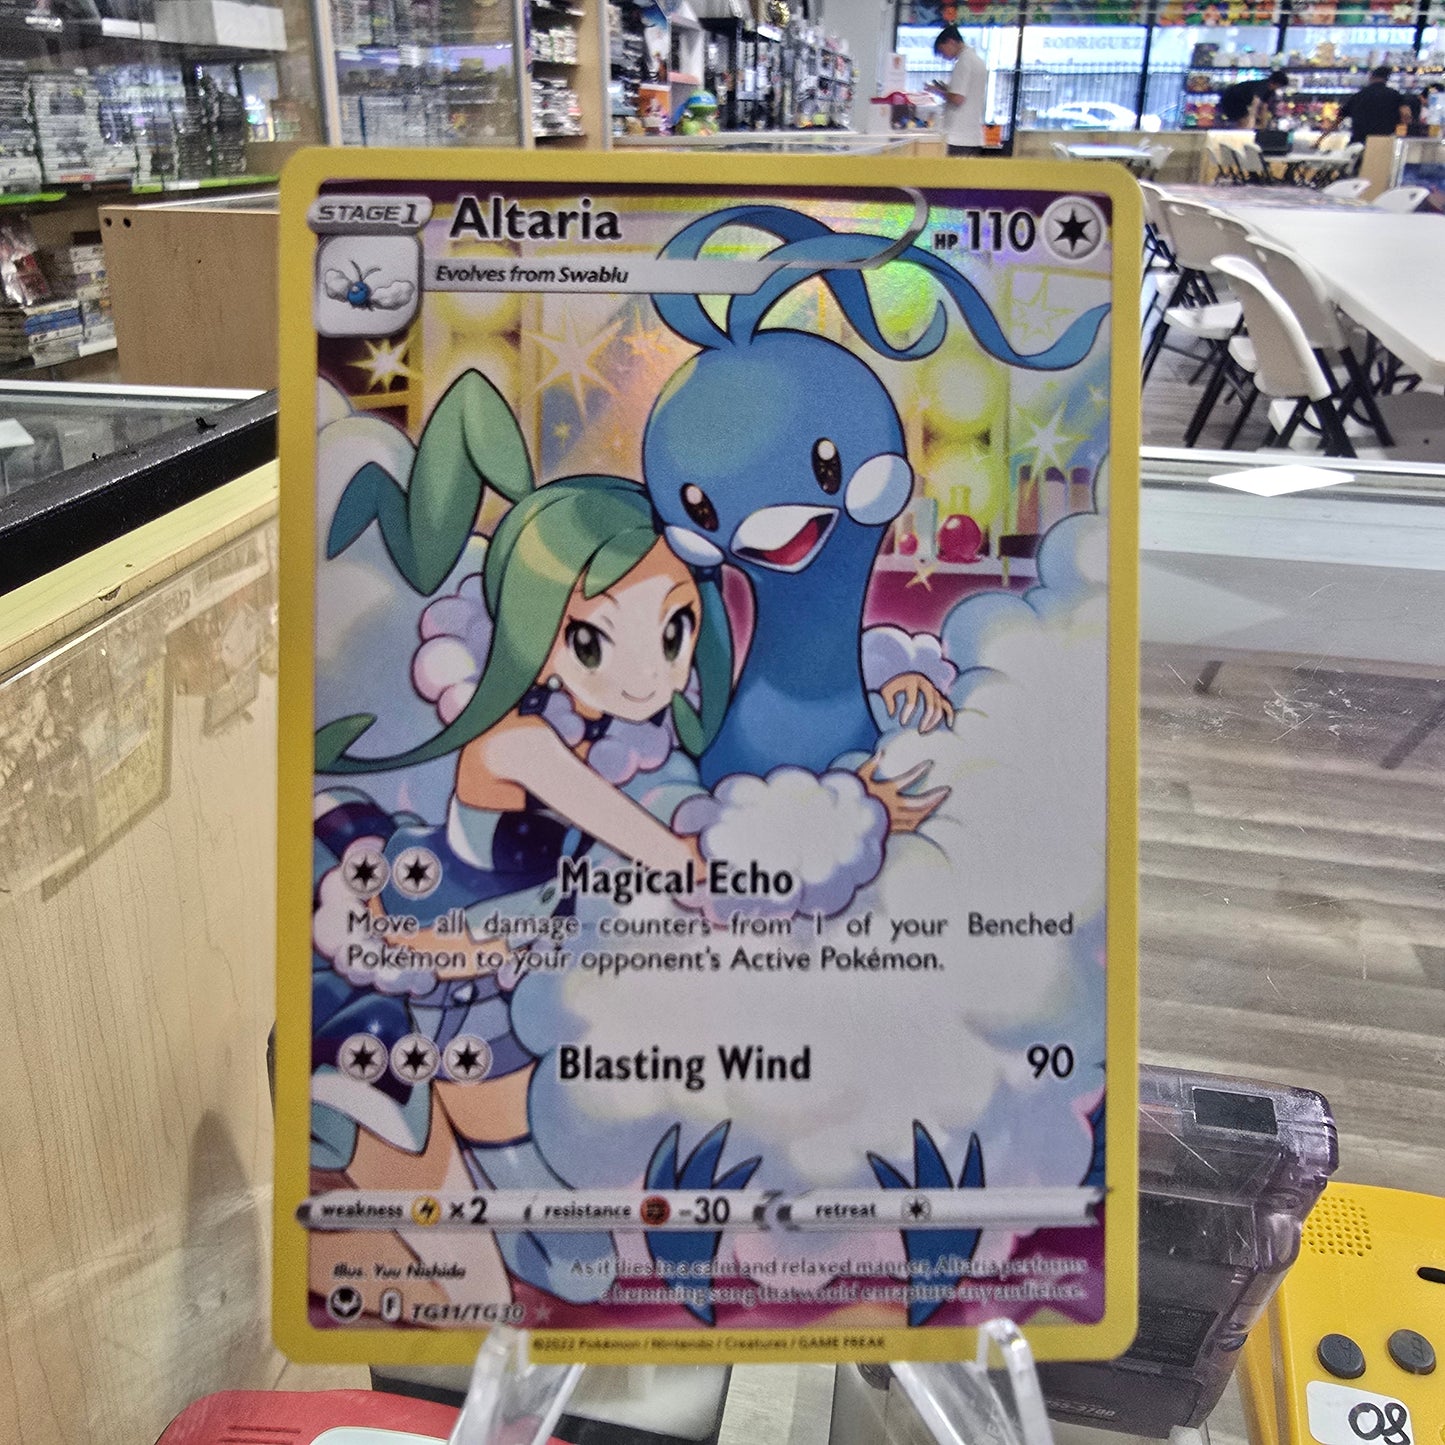 RODRIGUEZ
STAGE 1
Altaria
HP 110
Evolves from Swablu
Magical Echo
Move all damage counters from 1 of your Benched
Pokémon to your opponent's Active Pokémon.
Blasting Wind 90
weakness ×2 resistance -30 retreat
Illus. Yuu Nishida
As it flies in a calm and relaxed manner, Altaria performs
a humming song that would enrapture any audience.
F TG11/TG30
©2022 Pokémon / Nintendo / Creatures / GAME FREAK
08